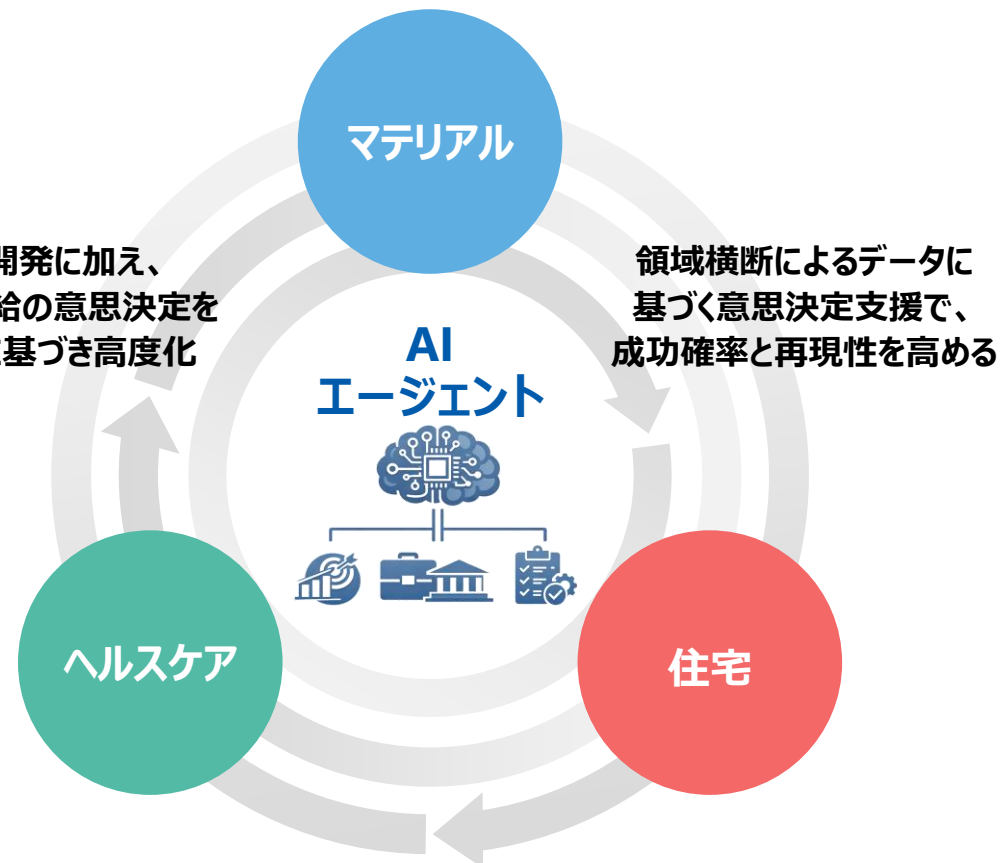 マテリアル
開発に加え、
給の意思決定を
基づき高度化
領域横断によるデータに
基づく意思決定支援で、
成功確率と再現性を高める
AI
エージェント
ヘルスケア
住宅